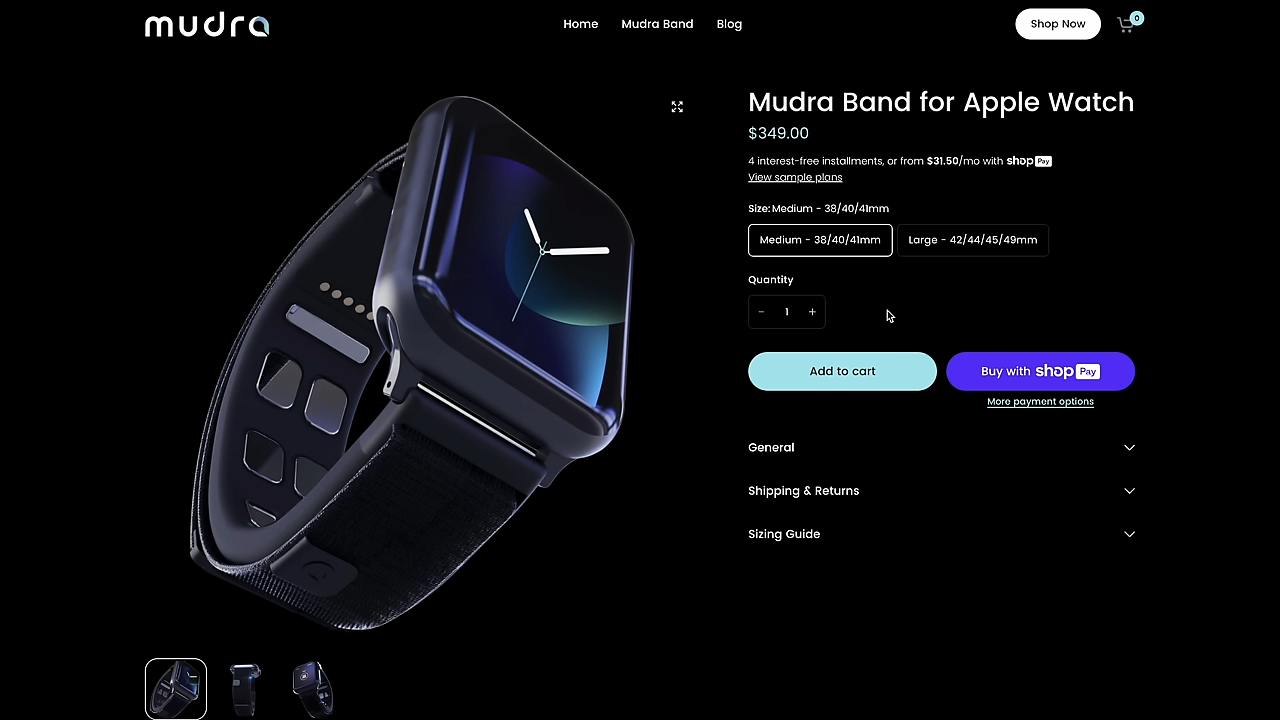 mudra
Home
Mudra Band
Blog
Shop Now
0
Mudra Band for Apple Watch
$349.00
4 interest-free installments, or from $31.50/mo with shop Pay
View sample plans
Size: Medium - 38/40/41mm
Medium - 38/40/41mm
Large - 42/44/45/49mm
Quantity
- 1 +
Add to cart
Buy with shop Pay
More payment options
General
Shipping & Returns
Sizing Guide